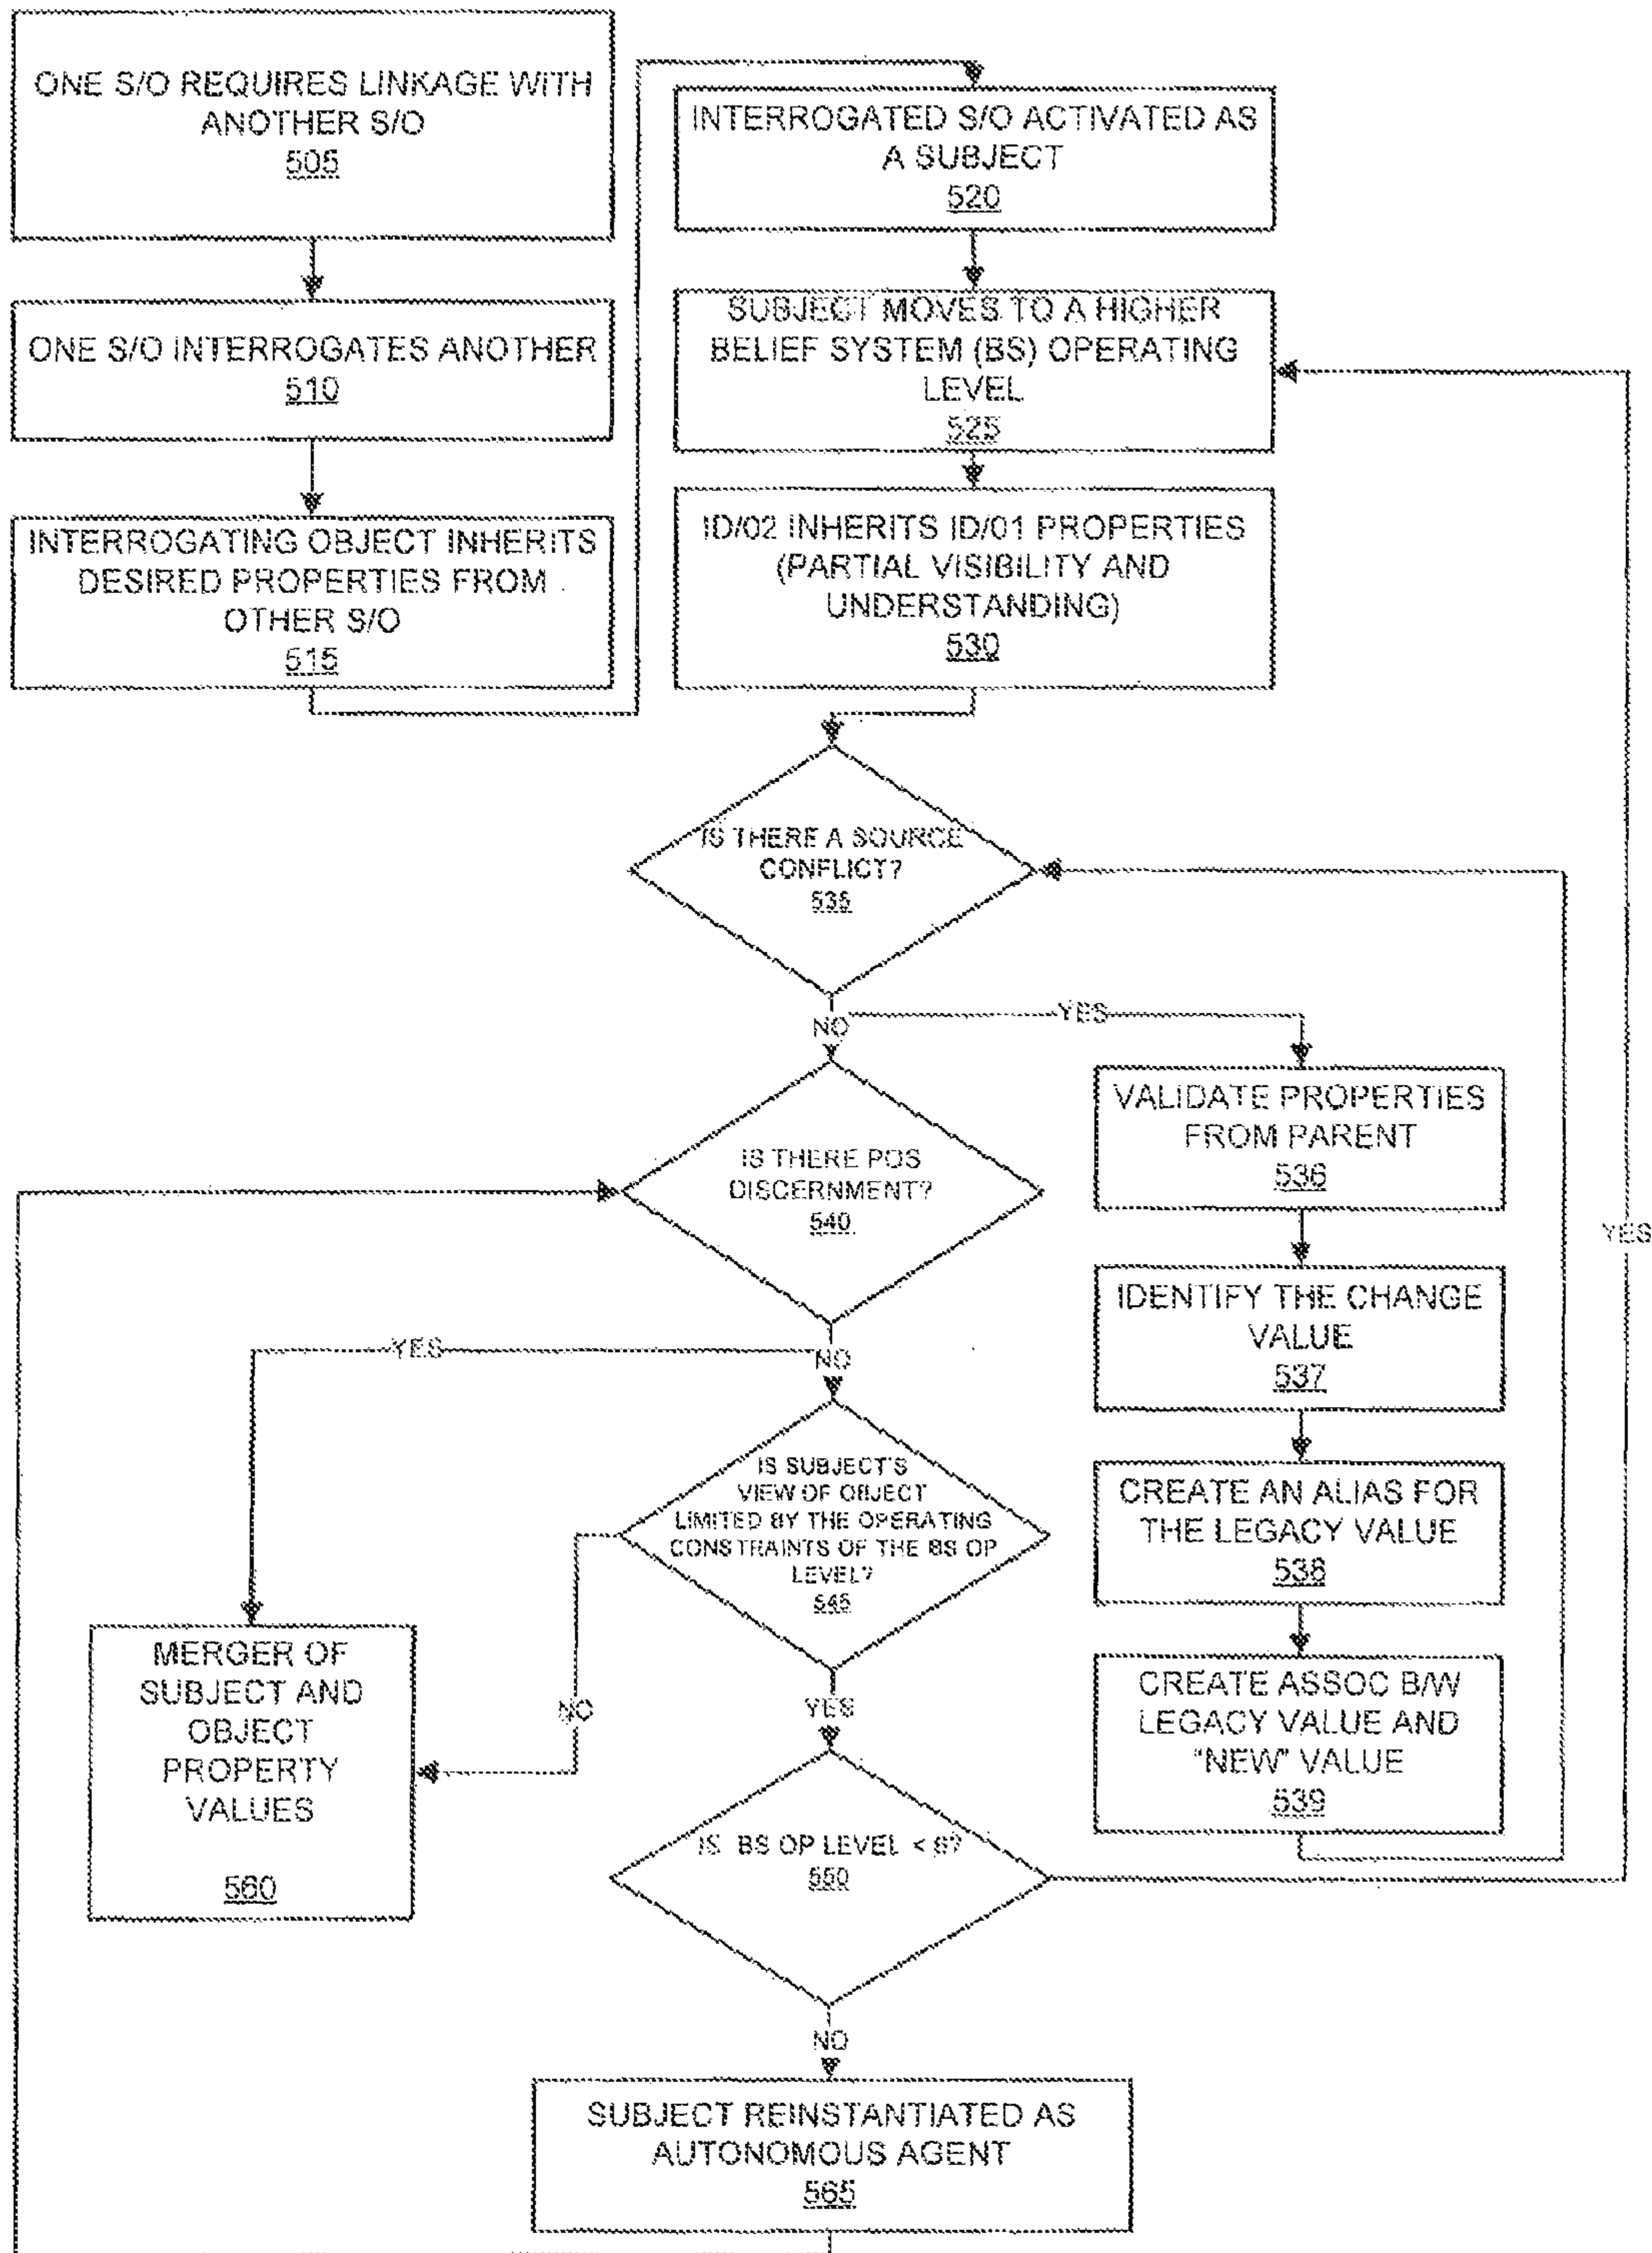 ONE S/O REQUIRES LINKAGE WITH
ANOTHER S/O
505
ONE S/O INTERROGATES ANOTHER
510
INTERROGATING OBJECT INHERITS
DESIRED PROPERTIES FROM
OTHER S/O
515
INTERROGATED S/O ACTIVATED AS
A SUBJECT
520
SUBJECT MOVES TO A HIGHER
BELIEF SYSTEM (BS) OPERATING
LEVEL
525
ID/02 INHERITS ID/01 PROPERTIES
(PARTIAL VISIBILITY AND
UNDERSTANDING)
530
IS THERE A SOURCE
CONFLICT?
535
NO
YES
VALIDATE PROPERTIES
FROM PARENT
536
IDENTIFY THE CHANGE
VALUE
537
CREATE AN ALIAS FOR
THE LEGACY VALUE
538
CREATE ASSOC B/W
LEGACY VALUE AND
"NEW" VALUE
539
IS THERE POS
DISCERNMENT?
540
YES
NO
IS SUBJECT'S
VIEW OF OBJECT
LIMITED BY THE OPERATING
CONSTRAINTS OF THE BS OP
LEVEL?
545
NO
YES
MERGER OF
SUBJECT AND
OBJECT
PROPERTY
VALUES
560
IS BS OP LEVEL <
550
YES
NO
SUBJECT REINSTANTIATED AS
AUTONOMOUS AGENT
565